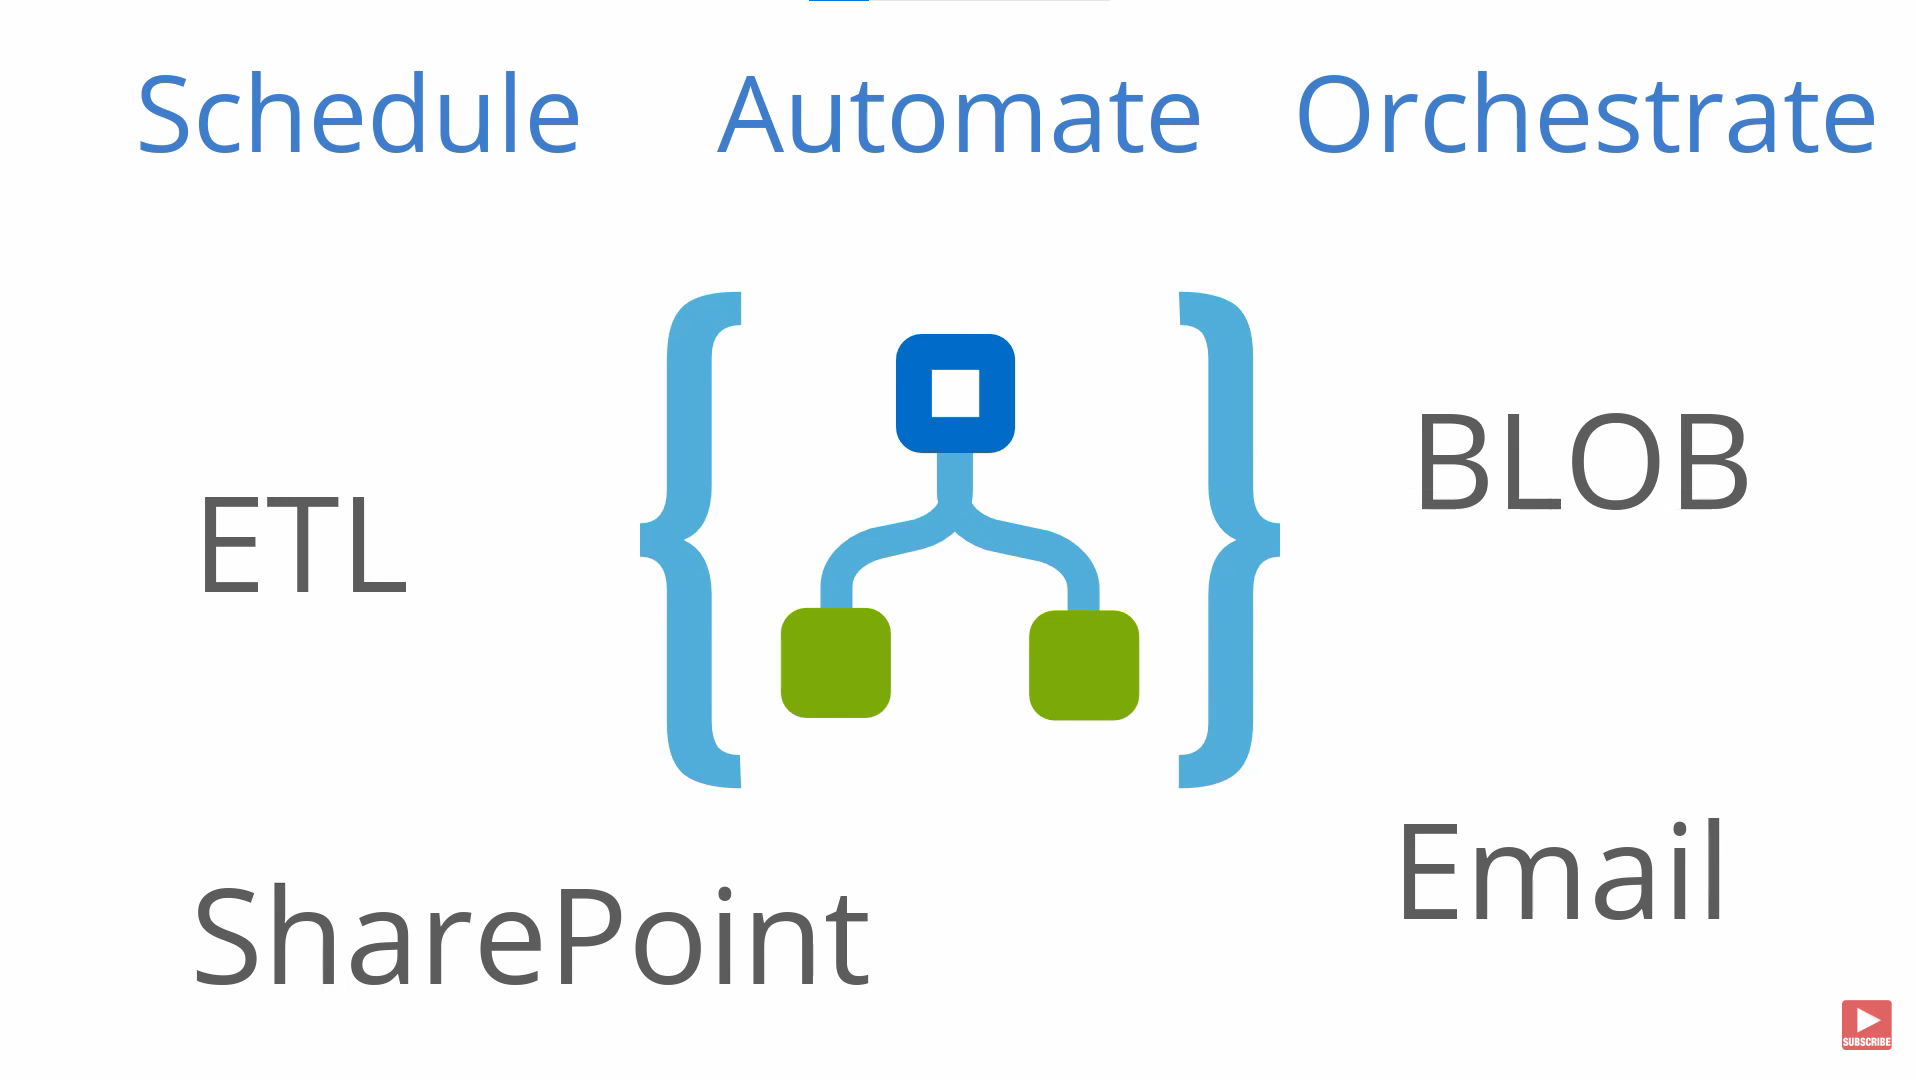 Schedule Automate Orchestrate
BLOB
ETL
Email
SharePoint
SUBSCRIBE